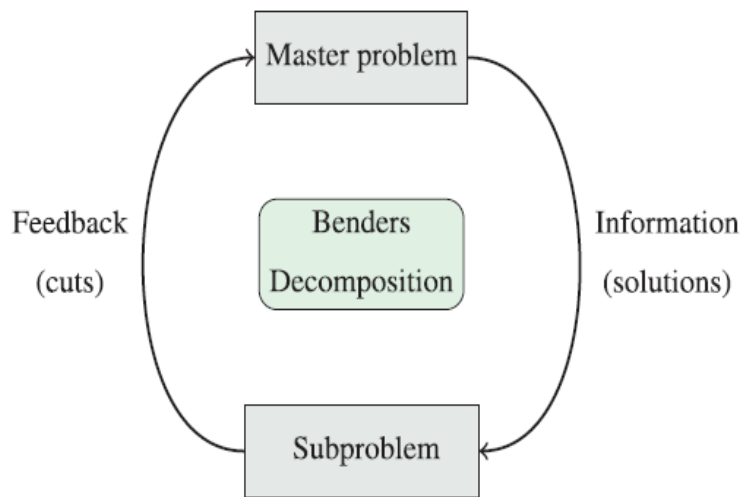 Master problem
Feedback
(cuts)
Benders
Decomposition
Information
(solutions)
Subproblem